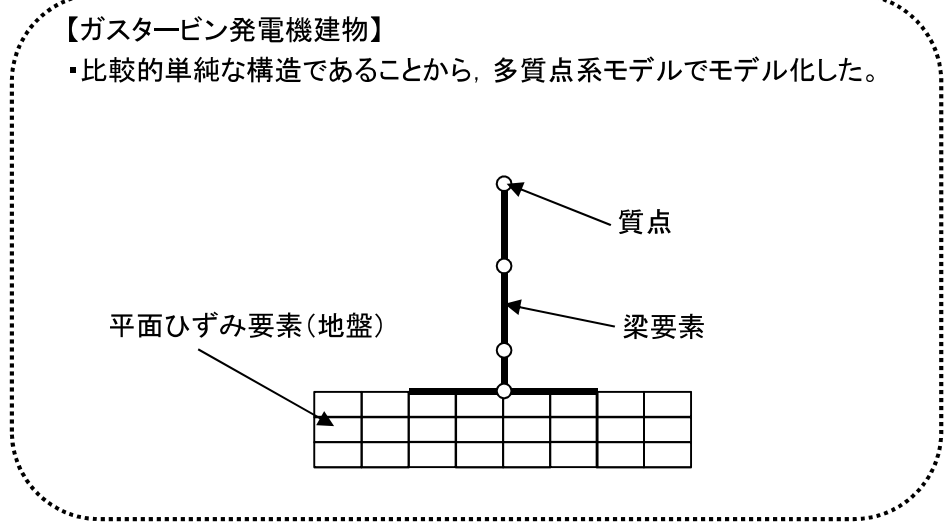 【ガスタービン発電機建物】
・比較的単純な構造であることから，多質点系モデルでモデル化した。
質点
平面ひずみ要素（地盤）
梁要素